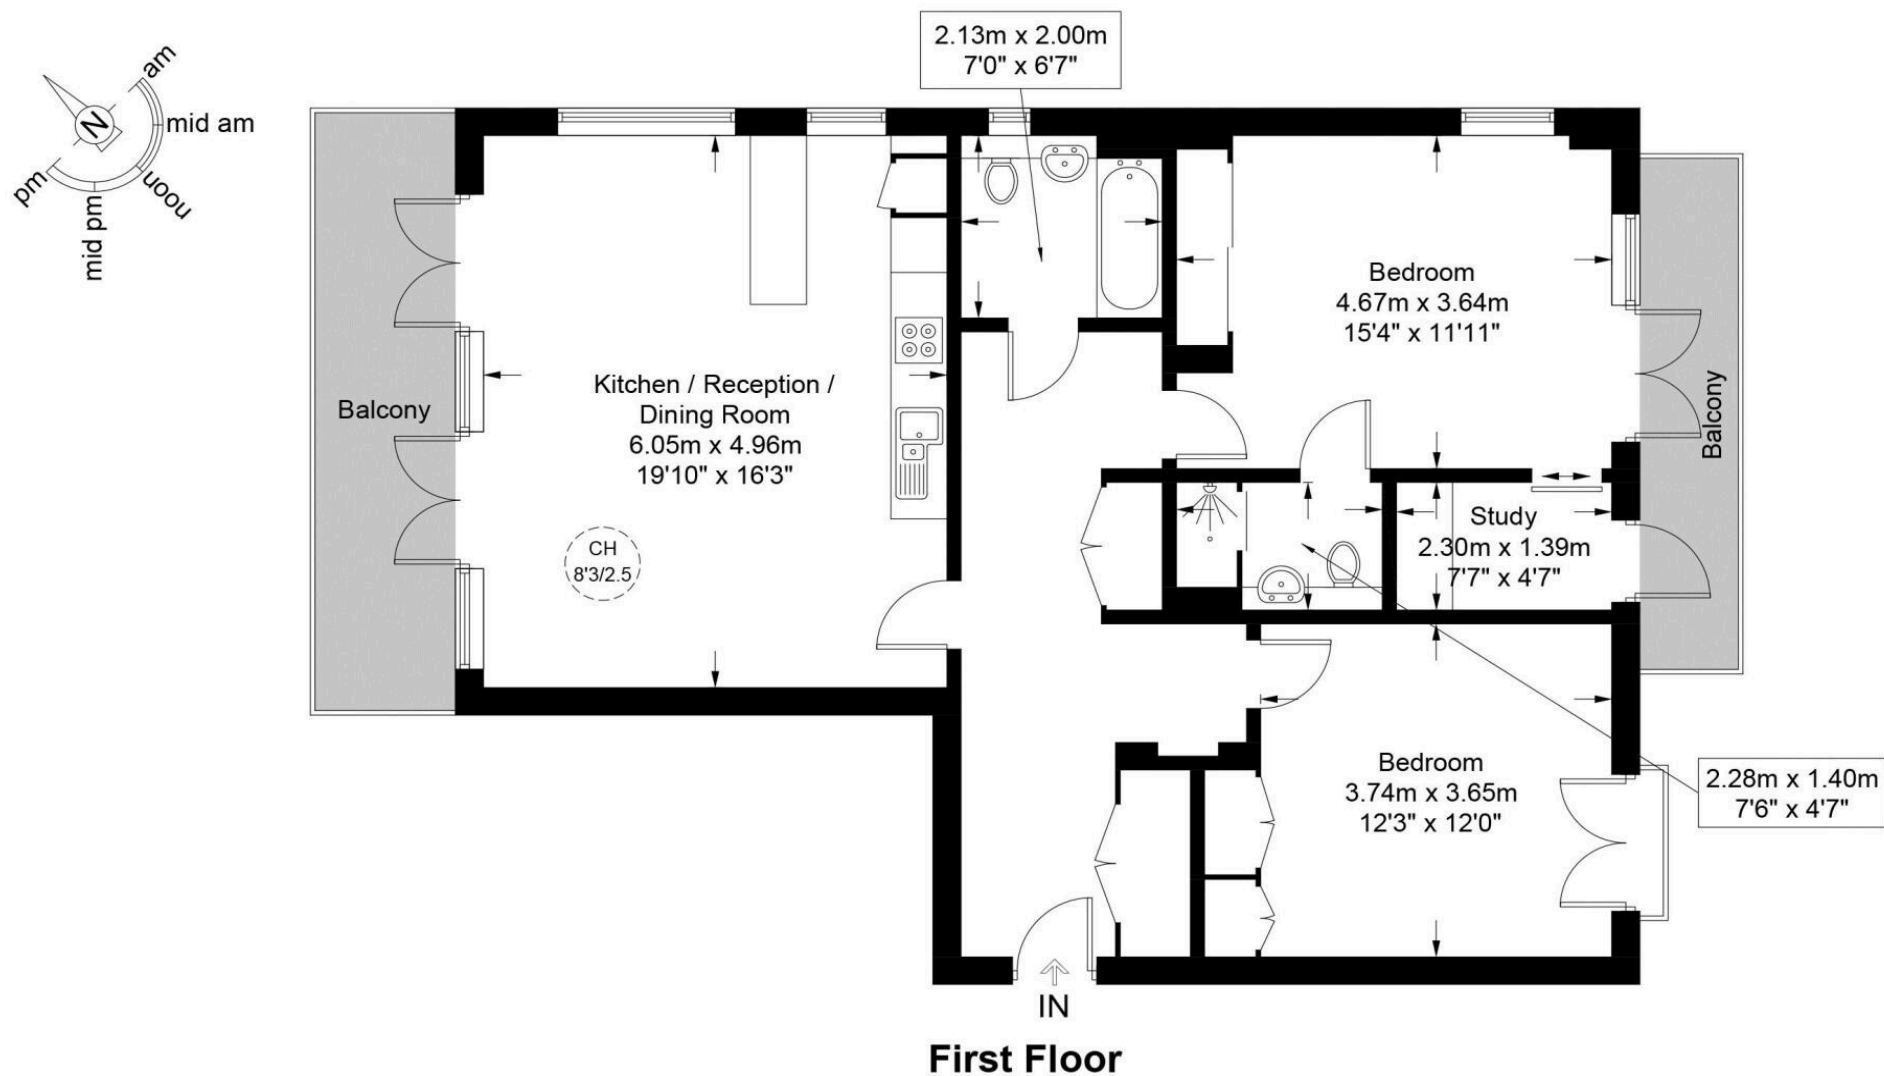 2.13m x 2.00m
7'0" x 6'7"
am
mid am
noon
mid pm
pm
N
Balcony
Kitchen / Reception /
Dining Room
6.05m x 4.96m
19'10" x 16'3"
CH
8'3/2.5
Bedroom
4.67m x 3.64m
15'4" x 11'11"
Balcony
Study
2.30m x 1.39m
7'7" x 4'7"
Bedroom
3.74m x 3.65m
12'3" x 12'0"
2.28m x 1.40m
7'6" x 4'7"
IN
First Floor